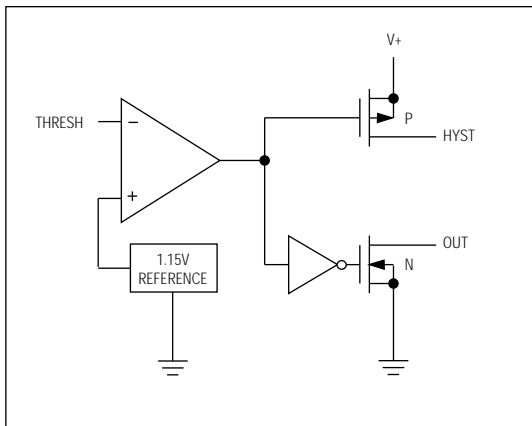 V+
THRESH
−
P
HYST
+
OUT
1.15V
REFERENCE
N